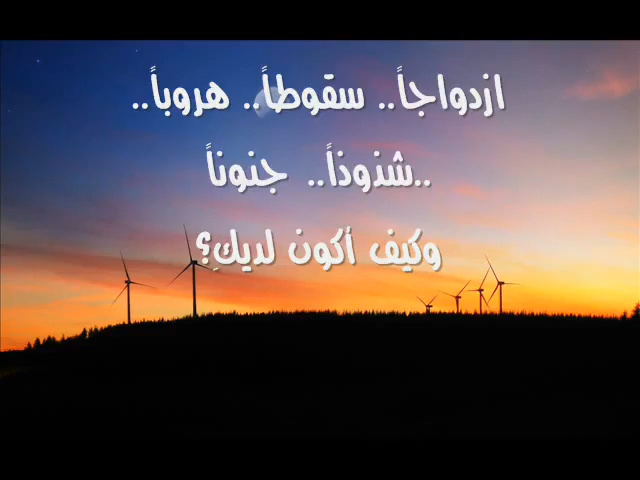 ازدواجاً.. سقوطاً.. هروباً..
..شذوذاً.. جنوناً
وكيف أكون لديكِ؟